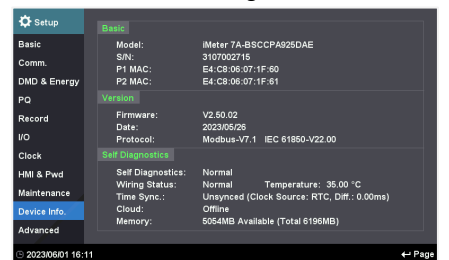 Setup
Basic
Comm.
DMD & Energy
PQ
Record
I/O
Clock
HMI & Pwd
Maintenance
Device Info.
Advanced
Basic
Model: iMeter 7A-BSCCPA925DAE
S/N: 3107002715
P1 MAC: E4:C8:06:07:1F:60
P2 MAC: E4:C8:06:07:1F:61
Version
Firmware: V2.50.02
Date: 2023/05/26
Protocol: Modbus-V7.1 IEC 61850-V22.00
Self Diagnostics
Self Diagnostics: Normal
Wiring Status: Normal Temperature: 35.00 °C
Time Sync.: Unsynced (Clock Source: RTC, Diff.: 0.00ms)
Cloud: Offline
Memory: 5054MB Available (Total 6196MB)
2023/06/01 16:11
Page